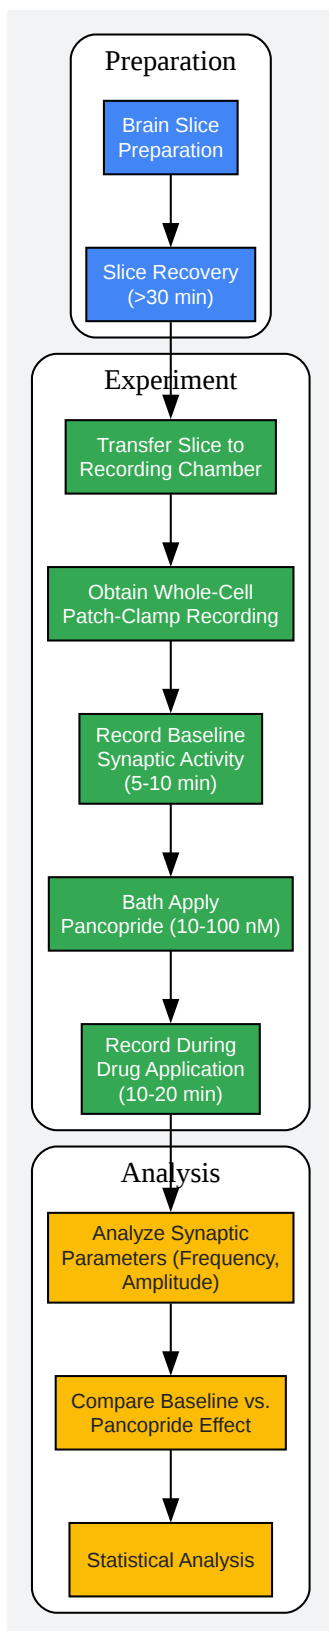 Preparation
Brain Slice
Preparation
Slice Recovery
(>30 min)
Experiment
Transfer Slice to
Recording Chamber
Obtain Whole-Cell
Patch-Clamp Recording
Record Baseline
Synaptic Activity
(5-10 min)
Bath Apply
Pancopride (10-100 nM)
Record During
Drug Application
(10-20 min)
Analysis
Analyze Synaptic
Parameters (Frequency,
Amplitude)
Compare Baseline vs.
Pancopride Effect
Statistical Analysis